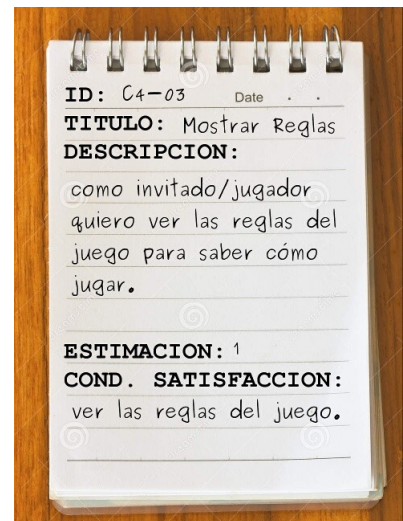 ID: C4-03 Date . .
TITULO: Mostrar Reglas
DESCRIPCION:
como invitado/jugador
quiero ver las reglas del
juego para saber cómo
jugar.
ESTIMACION: 1
COND. SATISFACCION:
ver las reglas del juego.